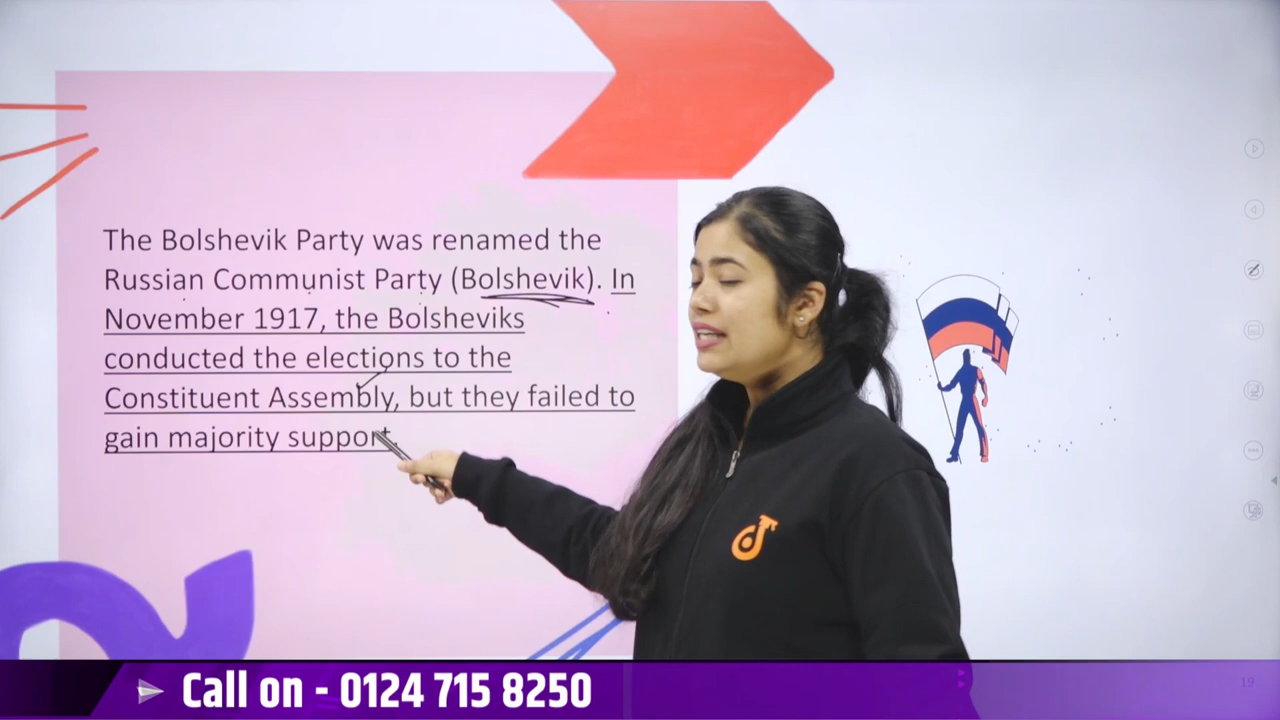 The Bolshevik Party was renamed the
Russian Communist Party (Bolshevik). In
November 1917, the Bolsheviks
conducted the elections to the
Constituent Assembly, but they failed to
gain majority support.
Call on - 0124 715 8250
19